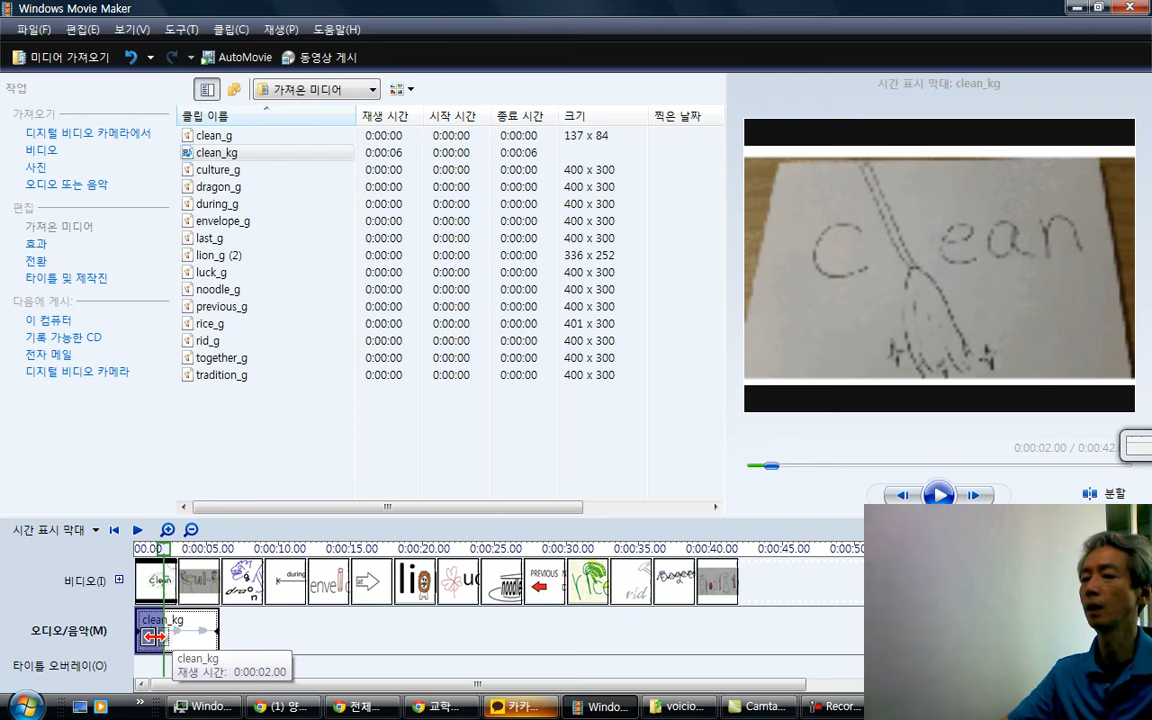 Windows Movie Maker
파일(F) 편집(E) 보기(V) 도구(T) 클립(C) 재생(P) 도움말(H)
미디어 가져오기 AutoMovie 동영상 게시
작업
가져오기
디지털 비디오 카메라에서
비디오
사진
오디오 또는 음악
편집
가져온 미디어
효과
전환
타이틀 및 제작진
다음에 게시:
이 컴퓨터
기록 가능한 CD
전자 메일
디지털 비디오 카메라
가져온 미디어
클립 이름 재생 시간 시작 시간 종료 시간 크기 찍은 날짜
clean_g 0:00:00 0:00:00 0:00:00 137 x 84
clean_kg 0:00:06 0:00:00 0:00:06
culture_g 0:00:00 0:00:00 0:00:00 400 x 300
dragon_g 0:00:00 0:00:00 0:00:00 400 x 300
during_g 0:00:00 0:00:00 0:00:00 400 x 300
envelope_g 0:00:00 0:00:00 0:00:00 400 x 300
last_g 0:00:00 0:00:00 0:00:00 400 x 300
lion_g (2) 0:00:00 0:00:00 0:00:00 336 x 252
luck_g 0:00:00 0:00:00 0:00:00 400 x 300
noodle_g 0:00:00 0:00:00 0:00:00 400 x 300
previous_g 0:00:00 0:00:00 0:00:00 400 x 300
rice_g 0:00:00 0:00:00 0:00:00 401 x 300
rid_g 0:00:00 0:00:00 0:00:00 400 x 300
together_g 0:00:00 0:00:00 0:00:00 400 x 300
tradition_g 0:00:00 0:00:00 0:00:00 400 x 300
시간 표시 막대: clean_kg
c ean
0:00:02.00 / 0:00:42.
분할
시간 표시 막대
00.00 0:00:05.00 0:00:10.00 0:00:15.00 0:00:20.00 0:00:25.00 0:00:30.00 0:00:35.00 0:00:40.00 0:00:45.00 0:00:50
비디오(I)
during PREVIOUS rice rid
오디오/음악(M)
clean_kg
타이틀 오버레이(O)
clean_kg
재생 시간: 0:00:02.00
Windo... (1) 양... 전체... 교학... 카카... Windo... voicio... Camta... Recor...